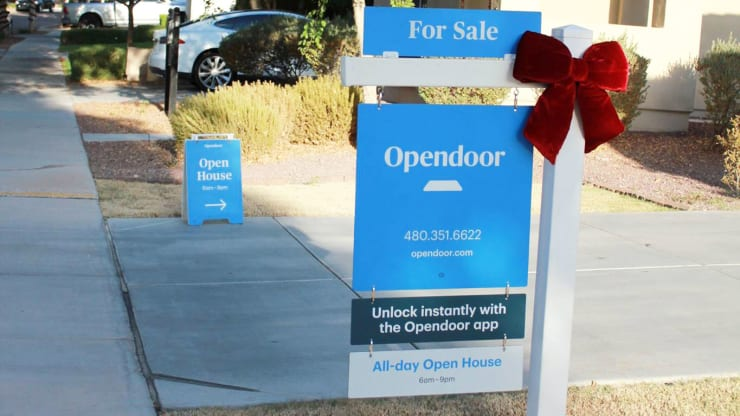 For Sale
Opendoor
480.351.6622
opendoor.com
Unlock instantly with
the Opendoor app
All-day Open House
6am–9pm
Opendoor
Open
House
6am–9pm